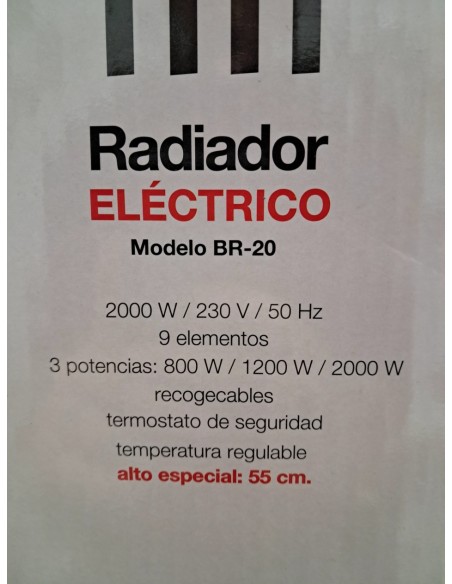 Radiador
ELÉCTRICO
Modelo BR-20
2000 W / 230 V / 50 Hz
9 elementos
3 potencias: 800 W / 1200 W / 2000 W
recogecables
termostato de seguridad
temperatura regulable
alto especial: 55 cm.